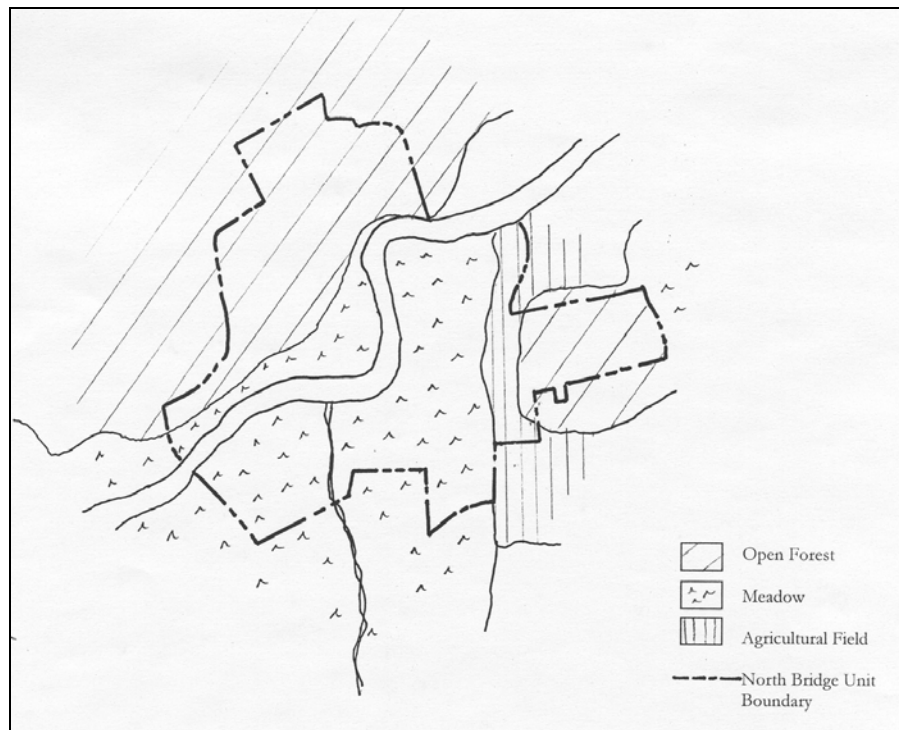 Open Forest
Meadow
Agricultural Field
North Bridge Unit
Boundary